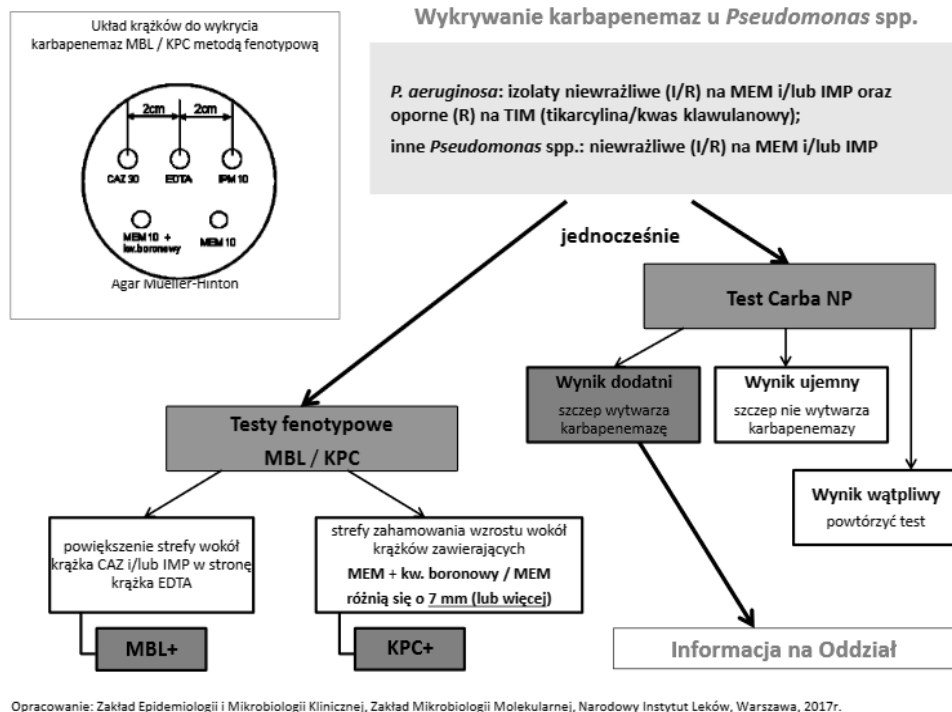 Wykrywanie karbapenemaz u Pseudomonas spp.
Układ krążków do wykrycia
karbapenemaz MBL / KPC metodą fenotypową
2cm
2cm
CAZ 30
EDTA
IPM 10
MEM 10 +
kw.boronowy
MEM 10
Agar Mueller-Hinton
P. aeruginosa: izolaty niewrażliwe (I/R) na MEM i/lub IMP oraz
oporne (R) na TIM (tikarcylina/kwas klawulanowy);
inne Pseudomonas spp.: niewrażliwe (I/R) na MEM i/lub IMP
jednocześnie
Test Carba NP
Wynik dodatni
szczep wytwarza
karbapenemazę
Wynik ujemny
szczep nie wytwarza
karbapenemazy
Wynik wątpliwy
powtórzyć test
Testy fenotypowe
MBL / KPC
powiększenie strefy wokół
krążka CAZ i/lub IMP w stronę
krążka EDTA
strefy zahamowania wzrostu wokół
krążków zawierających
MEM + kw. boronowy / MEM
różnią się o 7 mm (lub więcej)
MBL+
KPC+
Informacja na Oddział
Opracowanie: Zakład Epidemiologii i Mikrobiologii Klinicznej, Zakład Mikrobiologii Molekularnej, Narodowy Instytut Leków, Warszawa, 2017r.